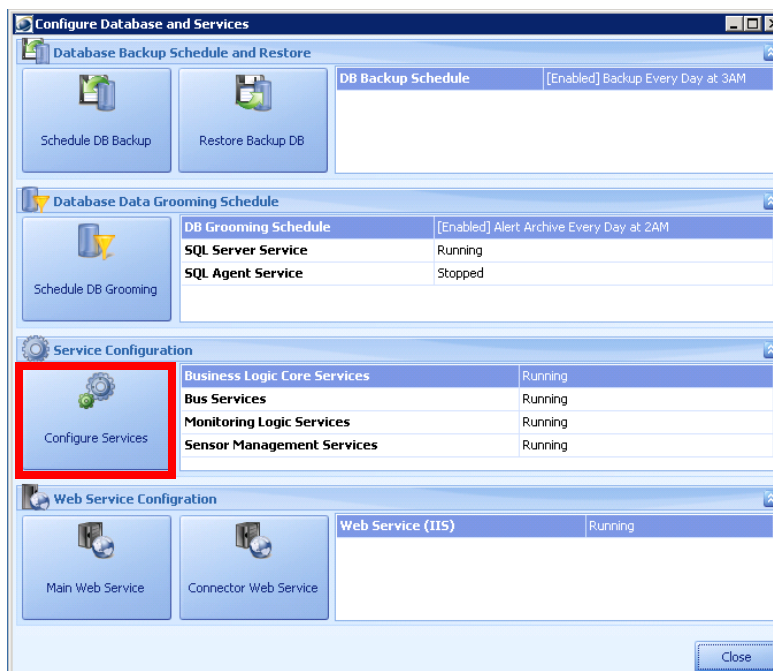 Configure Database and Services
Database Backup Schedule and Restore
Schedule DB Backup
Restore Backup DB
DB Backup Schedule [Enabled] Backup Every Day at 3AM
Database Data Grooming Schedule
Schedule DB Grooming
DB Grooming Schedule [Enabled] Alert Archive Every Day at 2AM
SQL Server Service Running
SQL Agent Service Stopped
Service Configuration
Configure Services
Business Logic Core Services Running
Bus Services Running
Monitoring Logic Services Running
Sensor Management Services Running
Web Service Configration
Main Web Service
Connector Web Service
Web Service (IIS) Running
Close